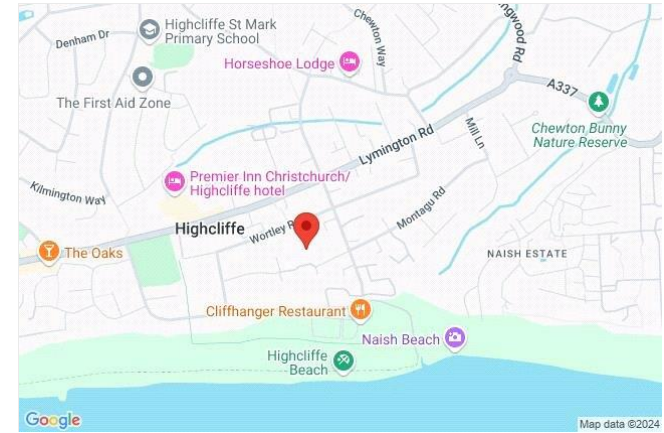 Highcliffe St Mark
Primary School
Denham Dr
Chewton Way
Horseshoe Lodge
The First Aid Zone
A337
Lymington Rd
Mill Ln
Chewton Bunny
Nature Reserve
Premier Inn Christchurch/
Highcliffe hotel
Kilmington Way
Montagu Rd
Highcliffe
Wortley
The Oaks
NAISH ESTATE
Cliffhanger Restaurant
Naish Beach
Highcliffe
Beach
Google
Map data ©2024